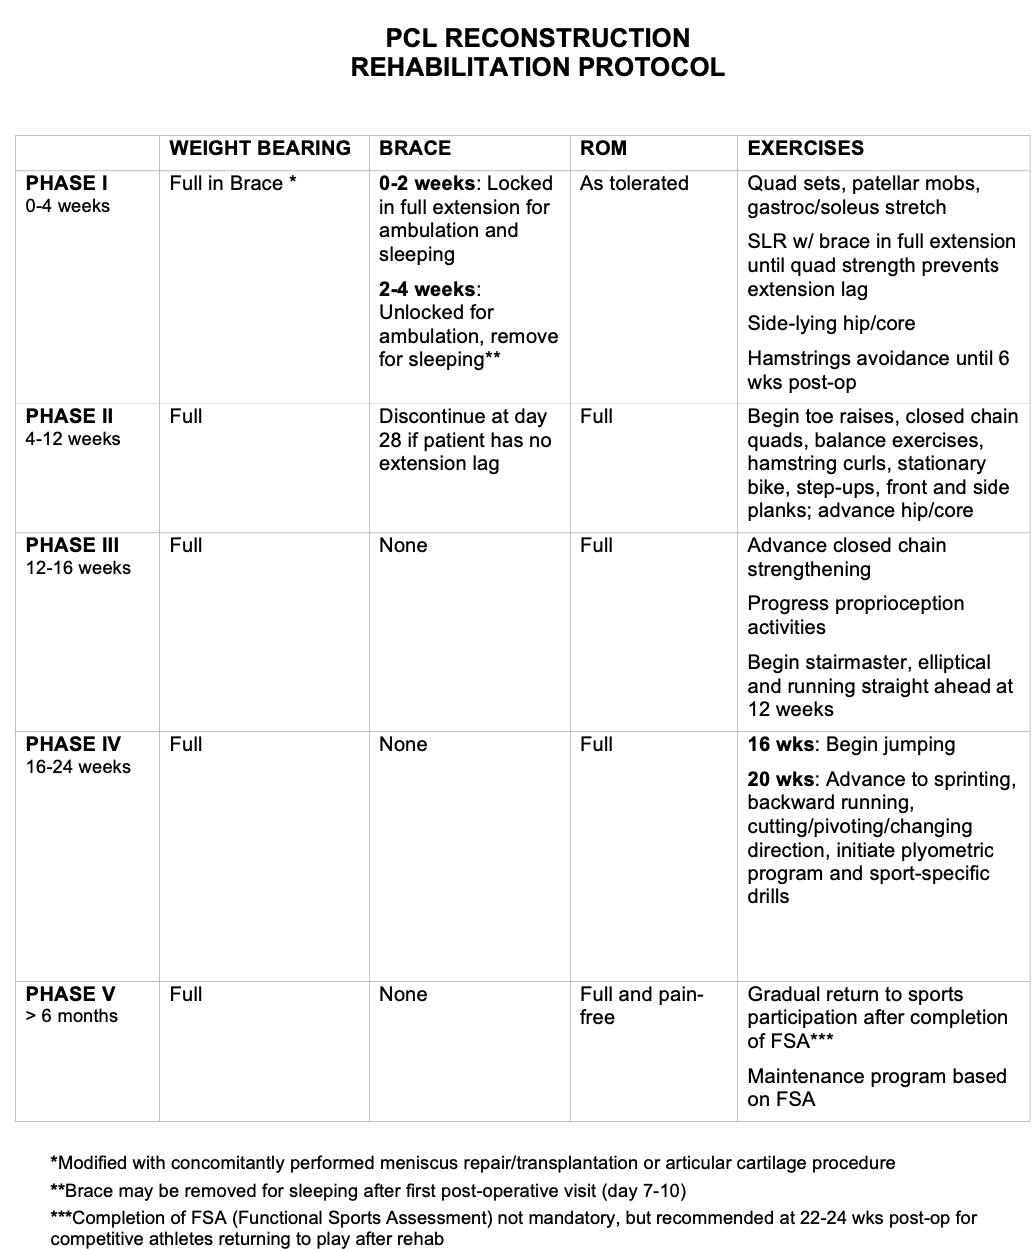 PCL RECONSTRUCTION
REHABILITATION PROTOCOL
WEIGHT BEARING
BRACE
ROM
EXERCISES
PHASE I
0-4 weeks
Full in Brace *
0-2 weeks: Locked
in full extension for
ambulation and
sleeping
2-4 weeks:
Unlocked for
ambulation, remove
for sleeping**
As tolerated
Quad sets, patellar mobs,
gastroc/soleus stretch
SLR w/ brace in full extension
until quad strength prevents
extension lag
Side-lying hip/core
Hamstrings avoidance until 6
wks post-op
PHASE II
4-12 weeks
Full
Discontinue at day
28 if patient has no
extension lag
Full
Begin toe raises, closed chain
quads, balance exercises,
hamstring curls, stationary
bike, step-ups, front and side
planks; advance hip/core
PHASE III
12-16 weeks
Full
None
Full
Advance closed chain
strengthening
Progress proprioception
activities
Begin stairmaster, elliptical
and running straight ahead at
12 weeks
PHASE IV
16-24 weeks
Full
None
Full
16 wks: Begin jumping
20 wks: Advance to sprinting,
backward running,
cutting/pivoting/changing
direction, initiate plyometric
program and sport-specific
drills
PHASE V
> 6 months
Full
None
Full and pain-
free
Gradual return to sports
participation after completion
of FSA***
Maintenance program based
on FSA
*Modified with concomitantly performed meniscus repair/transplantation or articular cartilage procedure
**Brace may be removed for sleeping after first post-operative visit (day 7-10)
***Completion of FSA (Functional Sports Assessment) not mandatory, but recommended at 22-24 wks post-op for
competitive athletes returning to play after rehab